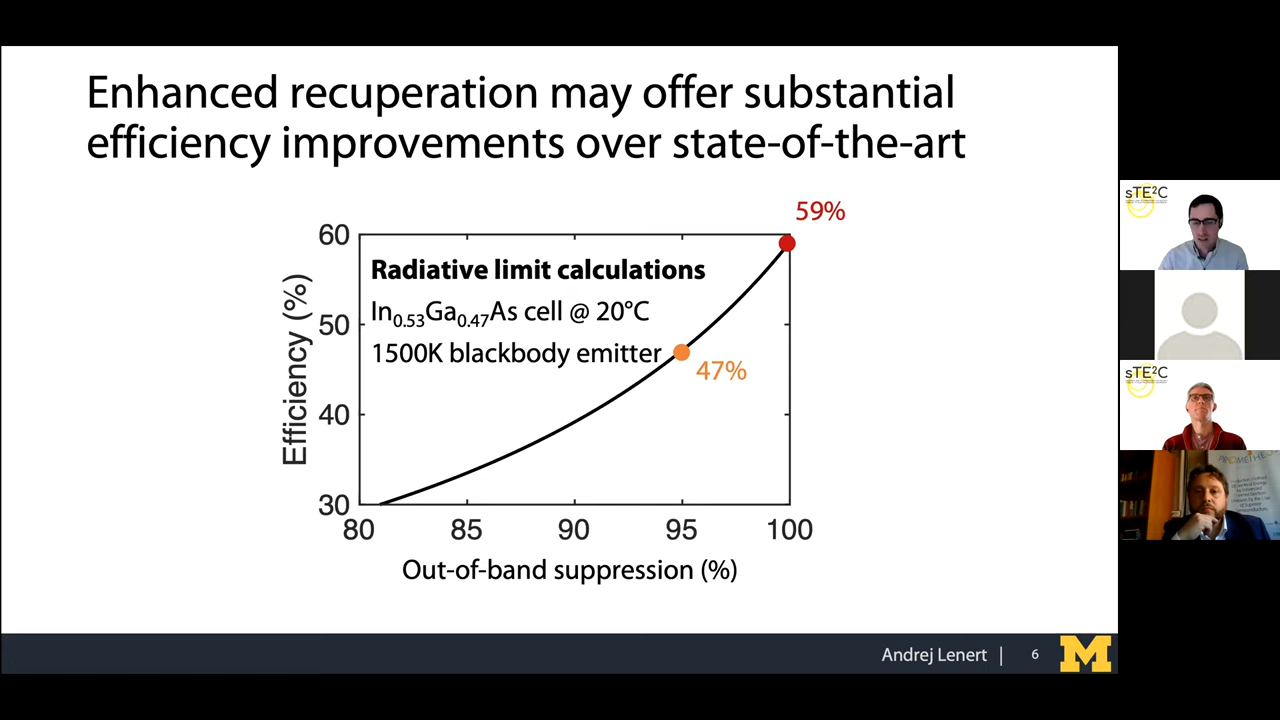 Enhanced recuperation may offer substantial
efficiency improvements over state-of-the-art
59%
60
50
40
30
Efficiency (%)
Radiative limit calculations
In0.53Ga0.47As cell @ 20°C
1500K blackbody emitter
47%
80 85 90 95 100
Out-of-band suppression (%)
Andrej Lenert | 6 M
sTE²C
sTE²C